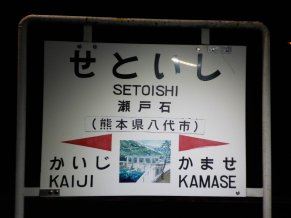 せといし
SETOISHI
瀬戸石
(熊本県八代市)
かいじ かませ
KAIJI KAMASE